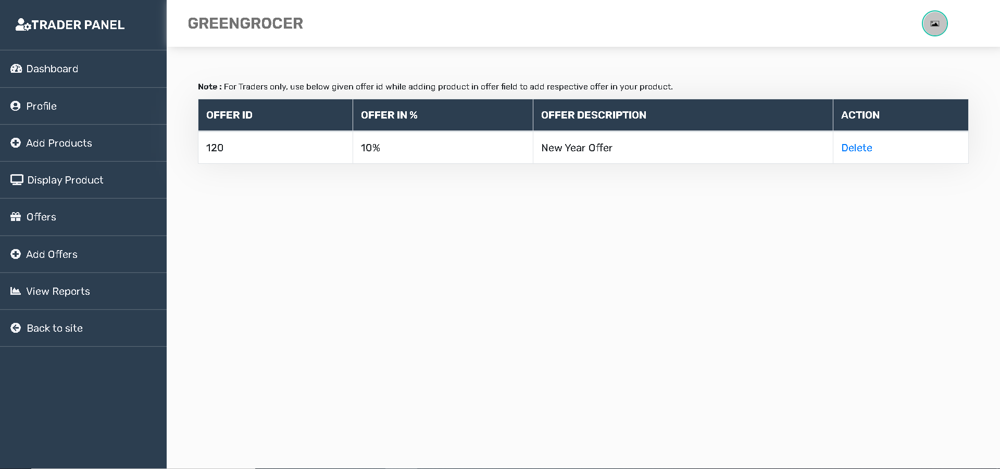 TRADER PANEL
GREENGROCER
Dashboard
Profile
Add Products
Display Product
Offers
Add Offers
View Reports
Back to site
Note : For Traders only, use below given offer id while adding product in offer field to add respective offer in your product.
OFFER ID OFFER IN % OFFER DESCRIPTION ACTION
120 10% New Year Offer Delete